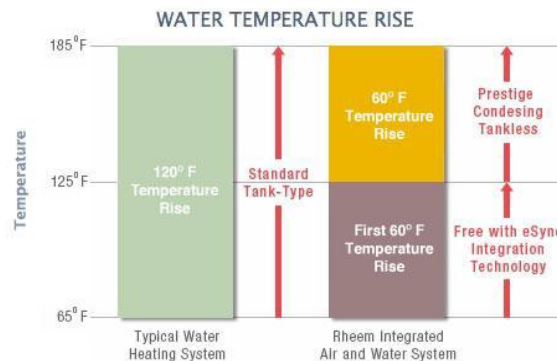 WATER TEMPERATURE RISE
185°F
125°F
65°F
Temperature
120° F
Temperature
Rise
Standard
Tank-Type
60° F
Temperature
Rise
First 60° F
Temperature
Rise
Prestige
Condesing
Tankless
Free with eSync
Integration
Technology
Typical Water
Heating System
Rheem Integrated
Air and Water System